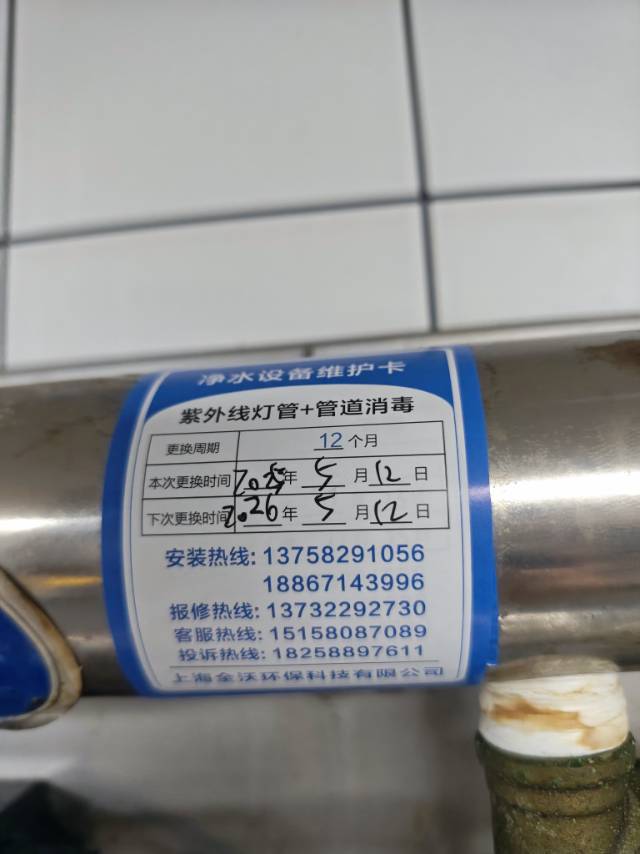 净水设备维护卡
紫外线灯管+管道消毒
更换周期 12 个月
本次更换时间 2025年 5 月 12 日
下次更换时间 2026年 5 月 12 日
安装热线: 13758291056
18867143996
报修热线: 13732292730
客服热线: 15158087089
投诉热线: 18258897611
上海全沃环保科技有限公司